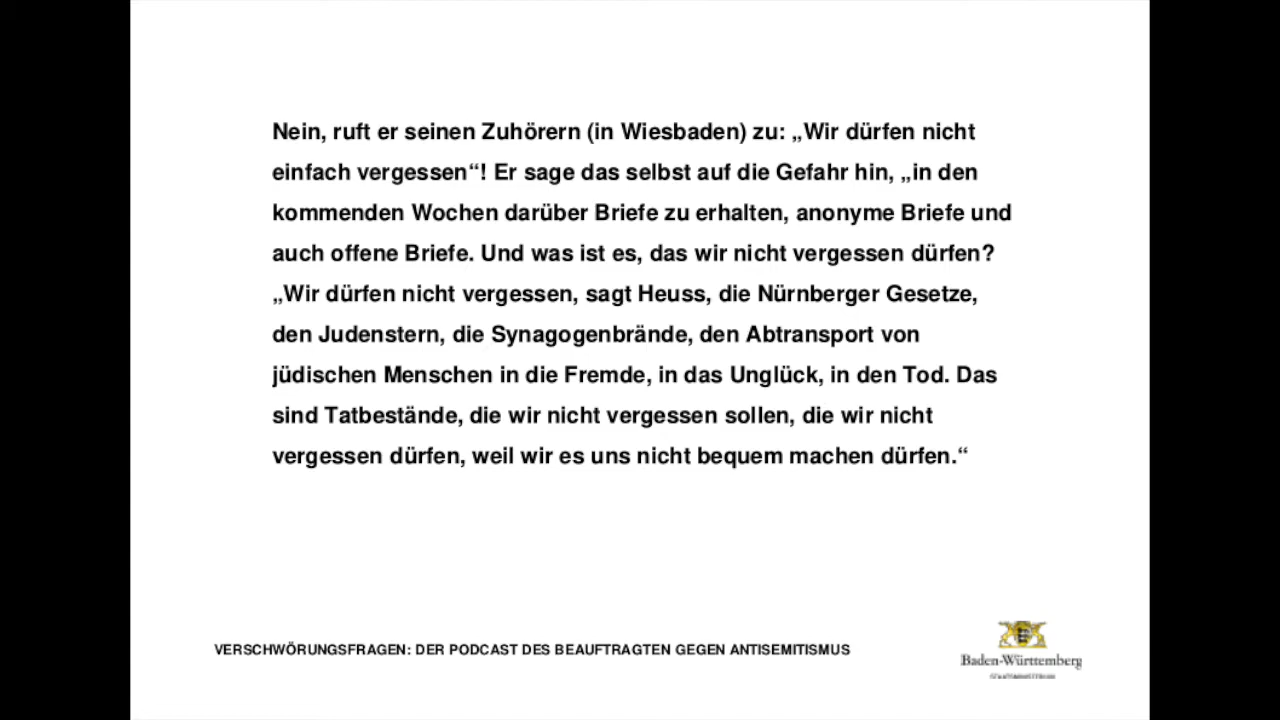 Nein, ruft er seinen Zuhörern (in Wiesbaden) zu: „Wir dürfen nicht
einfach vergessen“! Er sage das selbst auf die Gefahr hin, „in den
kommenden Wochen darüber Briefe zu erhalten, anonyme Briefe und
auch offene Briefe. Und was ist es, das wir nicht vergessen dürfen?
„Wir dürfen nicht vergessen, sagt Heuss, die Nürnberger Gesetze,
den Judenstern, die Synagogenbrände, den Abtransport von
jüdischen Menschen in die Fremde, in das Unglück, in den Tod. Das
sind Tatbestände, die wir nicht vergessen sollen, die wir nicht
vergessen dürfen, weil wir es uns nicht bequem machen dürfen.“
VERSCHWÖRUNGSFRAGEN: DER PODCAST DES BEAUFTRAGTEN GEGEN ANTISEMITISMUS
Baden-Württemberg